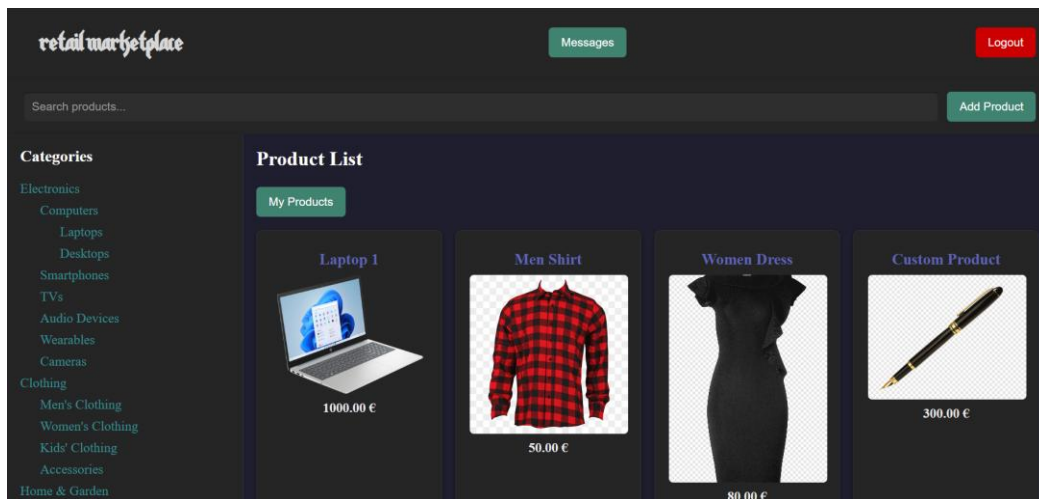 retail marketplace
Messages
Logout
Search products...
Add Product
Categories
Electronics
Computers
Laptops
Desktops
Smartphones
TVs
Audio Devices
Wearables
Cameras
Clothing
Men's Clothing
Women's Clothing
Kids' Clothing
Accessories
Home & Garden
Product List
My Products
Laptop 1
1000.00 €
Men Shirt
50.00 €
Women Dress
80.00 €
Custom Product
300.00 €